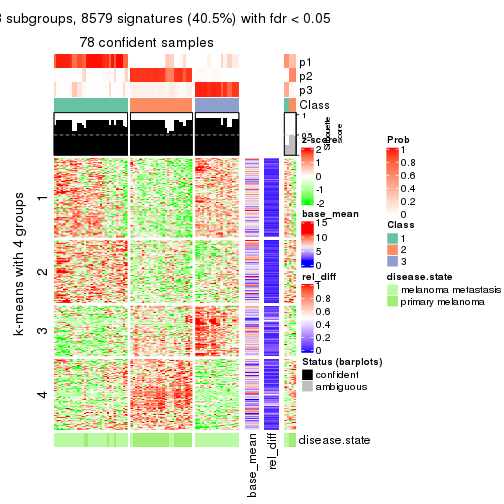 3 subgroups, 8579 signatures (40.5%) with fdr < 0.05
78 confident samples
p1
p2
p3
Class
1
0.5
Silhouette
score
k-means with 4 groups
1
2
3
4
z-score
2
1
0
-1
-2
base_mean
15
10
5
0
rel_diff
1
0.8
0.6
0.4
0.2
0
Status (barplots)
confident
ambiguous
Prob
1
0.8
0.6
0.4
0.2
0
Class
1
2
3
disease.state
melanoma metastasis
primary melanoma
disease.state
base_mean
rel_diff